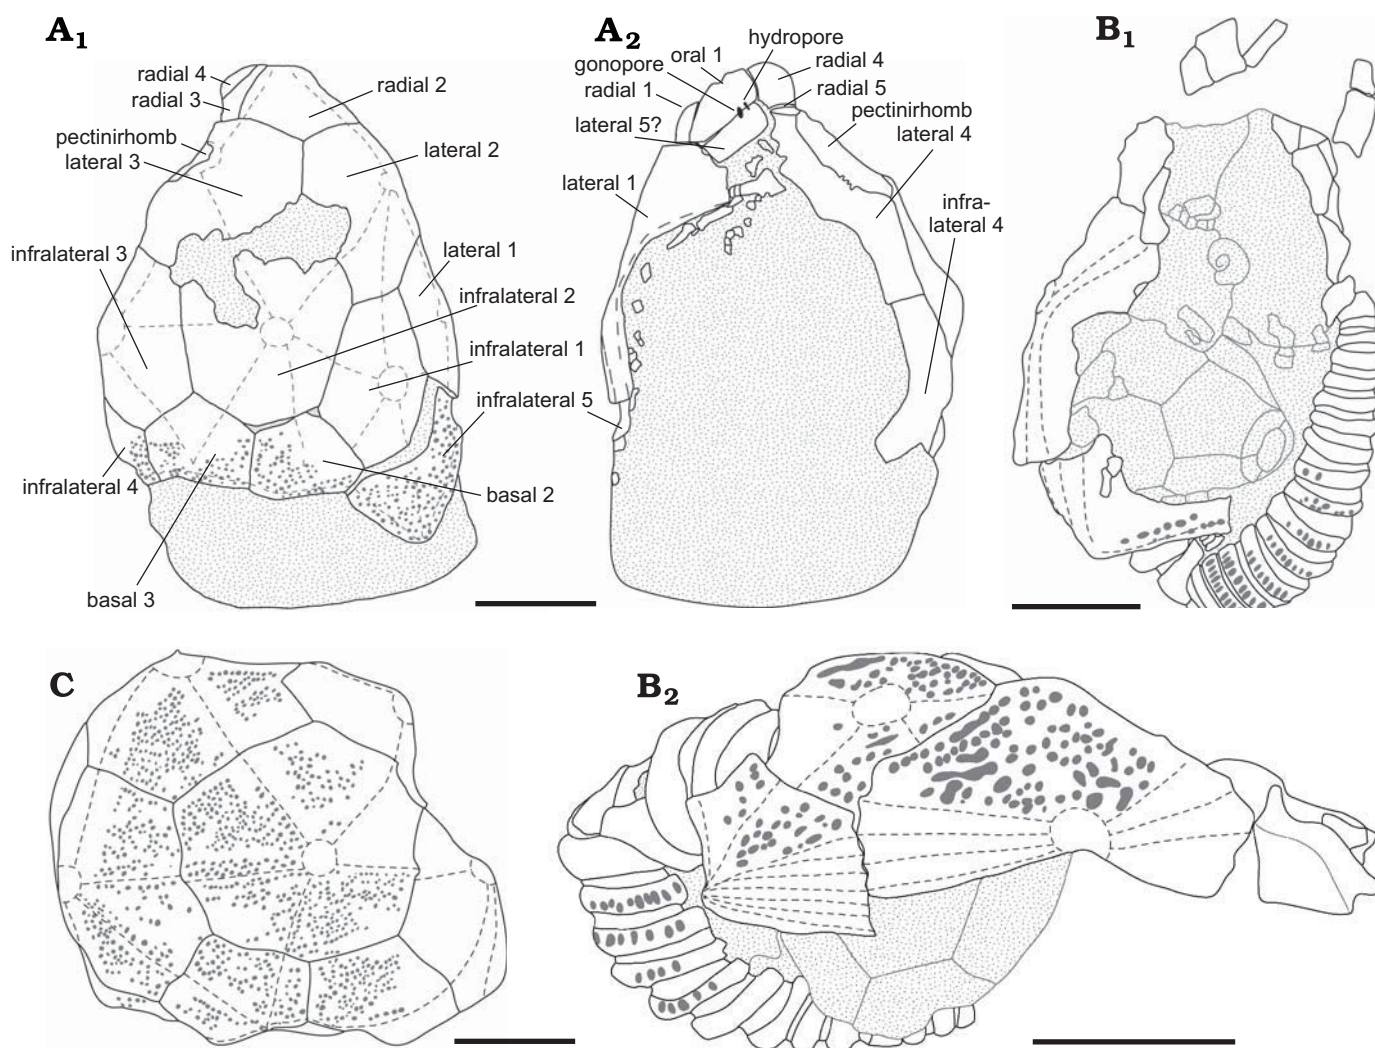 A1
radial 4
radial 3
radial 2
pectinirhomb
lateral 3
lateral 2
infralateral 3
lateral 1
infralateral 2
infralateral 1
infralateral 5
infralateral 4
basal 2
basal 3
A2
hydropore
oral 1
gonopore
radial 4
radial 1
radial 5
pectinirhomb
lateral 5?
lateral 4
lateral 1
infra-
lateral 4
B1
C
B2